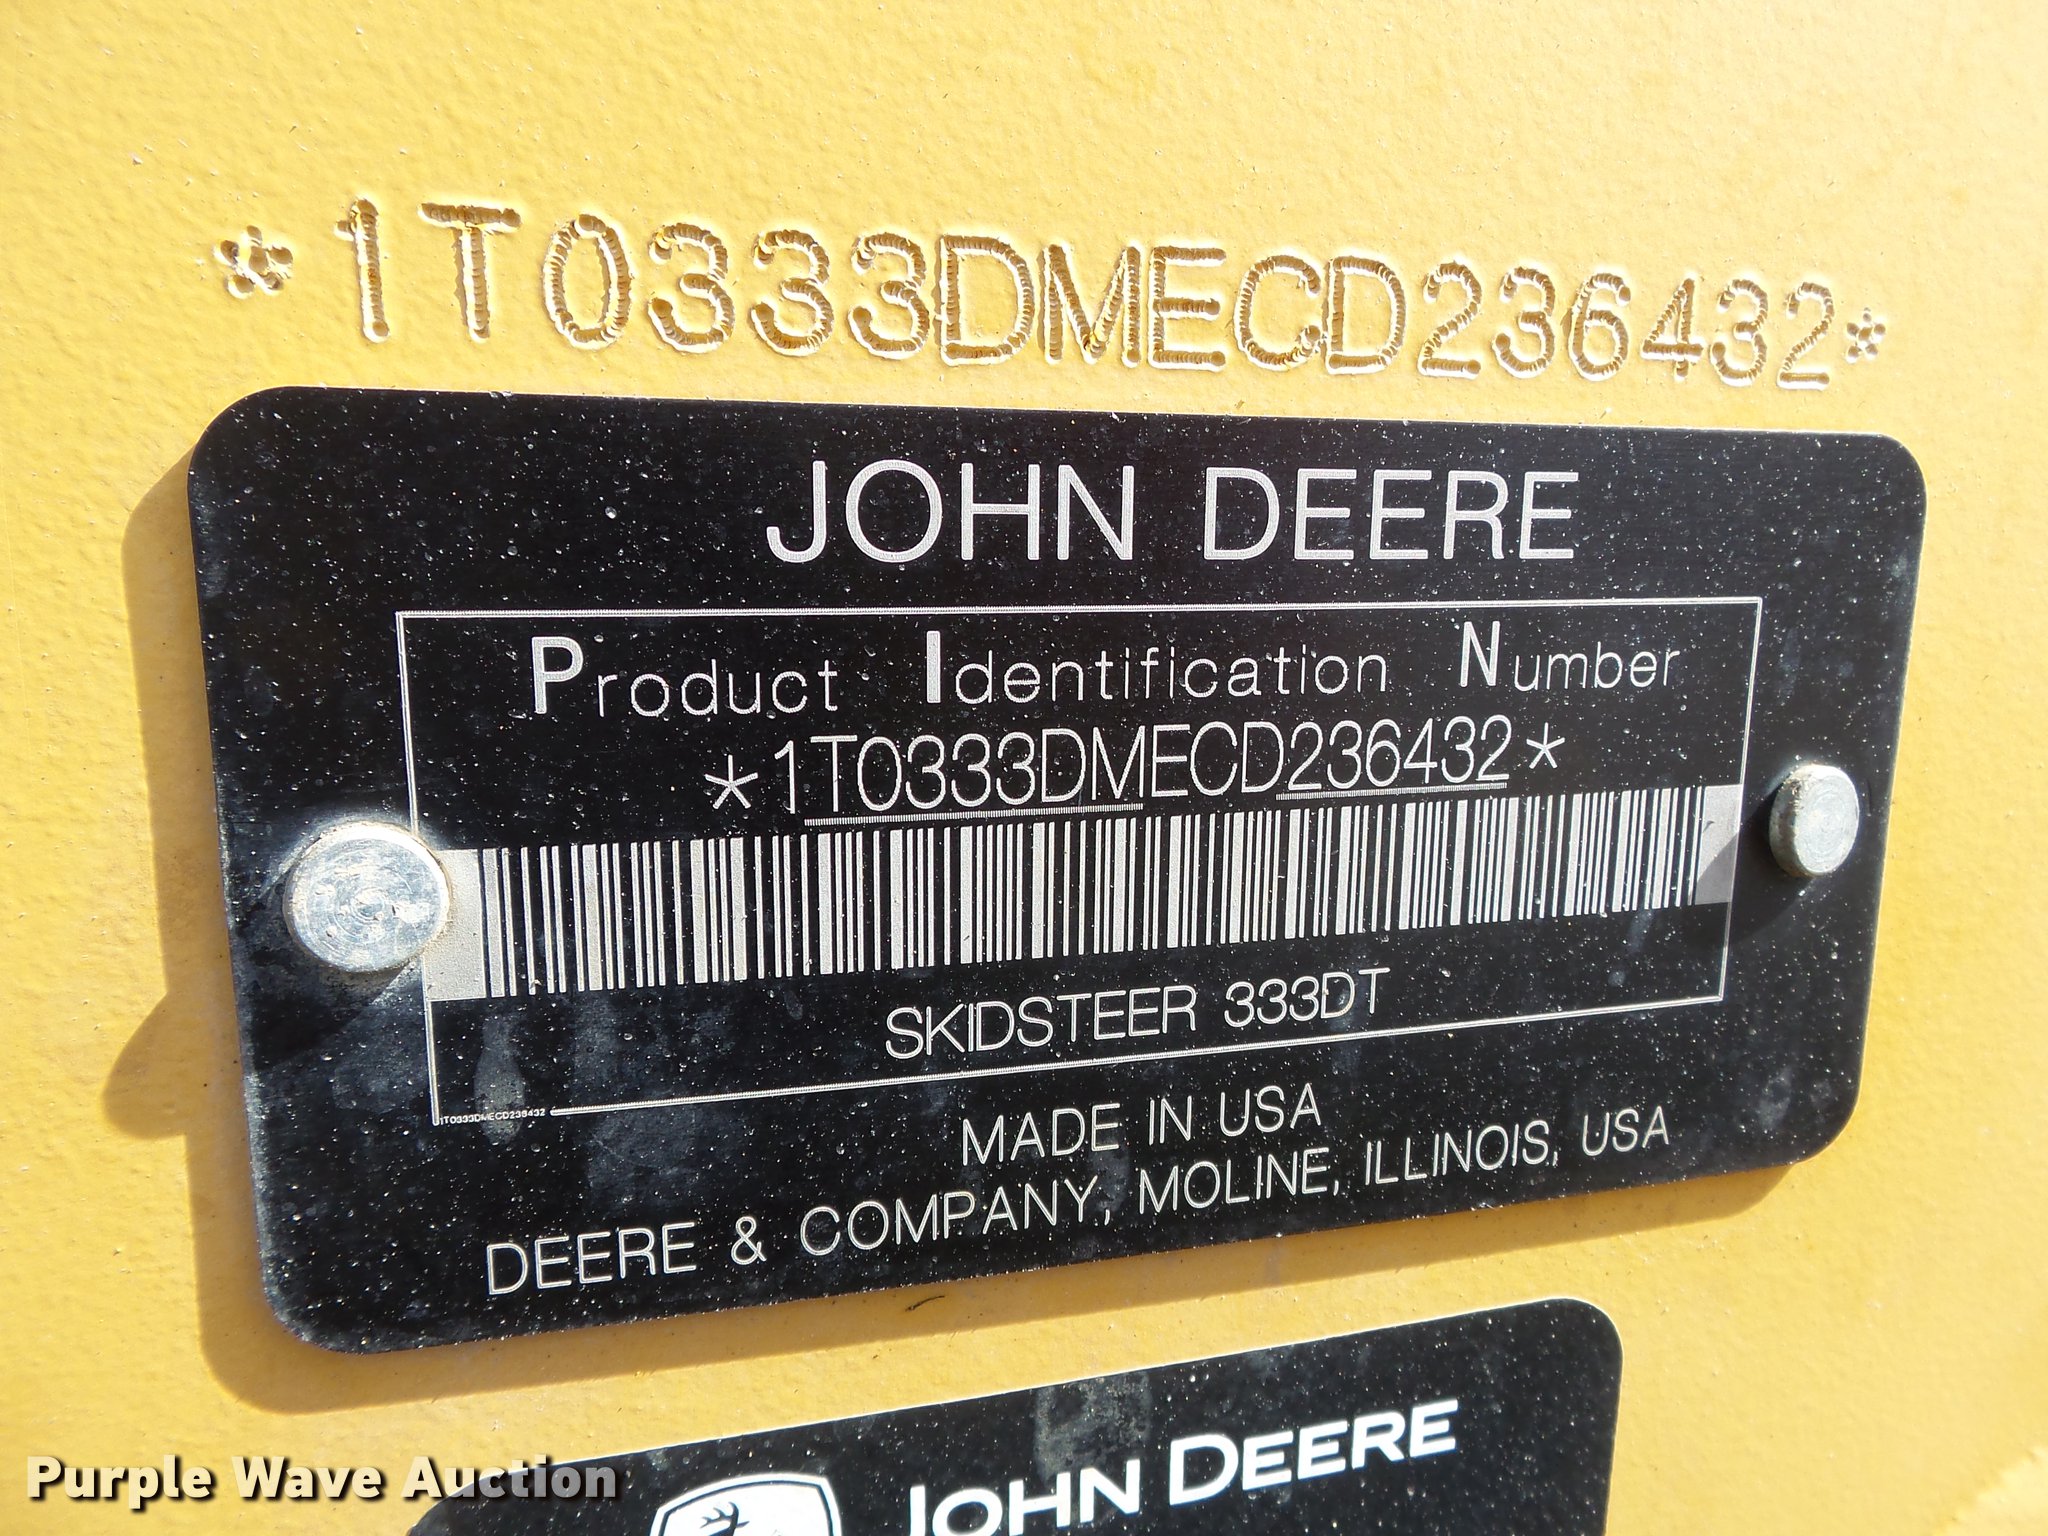 *1T0333DMECD236432*
JOHN DEERE
Product Identification Number
*1T0333DMECD236432*
SKIDSTEER 333DT
1T0333DMECD236432
MADE IN USA
DEERE & COMPANY, MOLINE, ILLINOIS, USA
JOHN DEERE
Purple Wave Auction